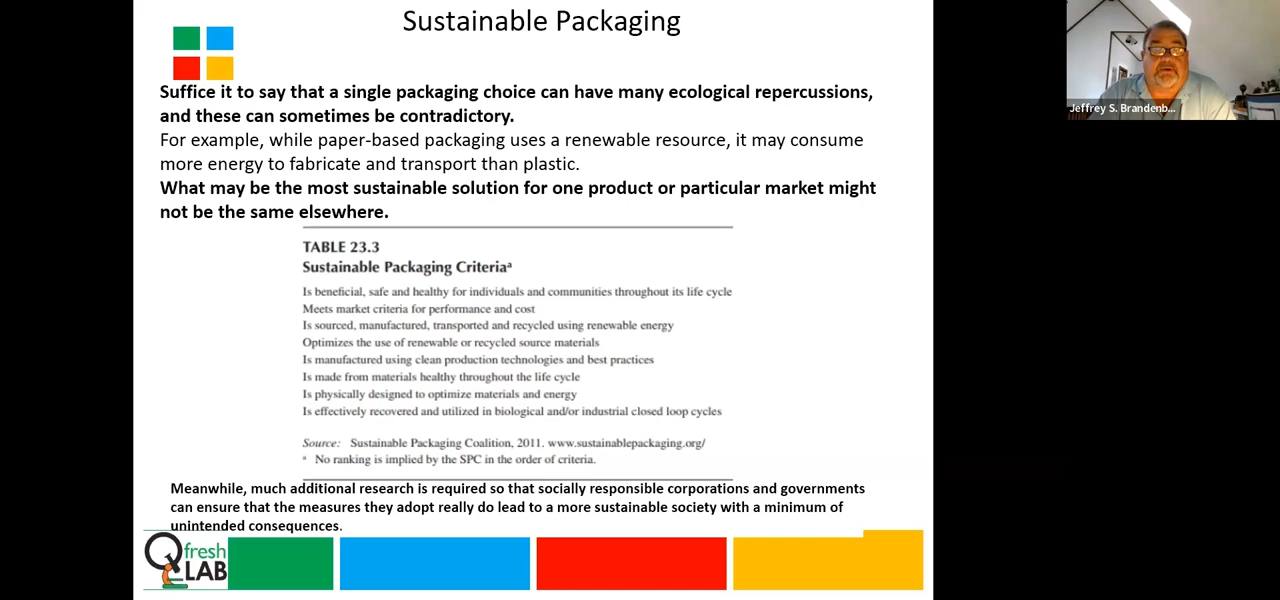 Sustainable Packaging
Suffice it to say that a single packaging choice can have many ecological repercussions,
and these can sometimes be contradictory.
For example, while paper-based packaging uses a renewable resource, it may consume
more energy to fabricate and transport than plastic.
What may be the most sustainable solution for one product or particular market might
not be the same elsewhere.
TABLE 23.3
Sustainable Packaging Criteriaᵃ
Is beneficial, safe and healthy for individuals and communities throughout its life cycle
Meets market criteria for performance and cost
Is sourced, manufactured, transported and recycled using renewable energy
Optimizes the use of renewable or recycled source materials
Is manufactured using clean production technologies and best practices
Is made from materials healthy throughout the life cycle
Is physically designed to optimize materials and energy
Is effectively recovered and utilized in biological and/or industrial closed loop cycles
Source: Sustainable Packaging Coalition, 2011. www.sustainablepackaging.org/
ᵃ No ranking is implied by the SPC in the order of criteria.
Meanwhile, much additional research is required so that socially responsible corporations and governments
can ensure that the measures they adopt really do lead to a more sustainable society with a minimum of
unintended consequences.
Q fresh
LAB
Jeffrey S. Brandenb...